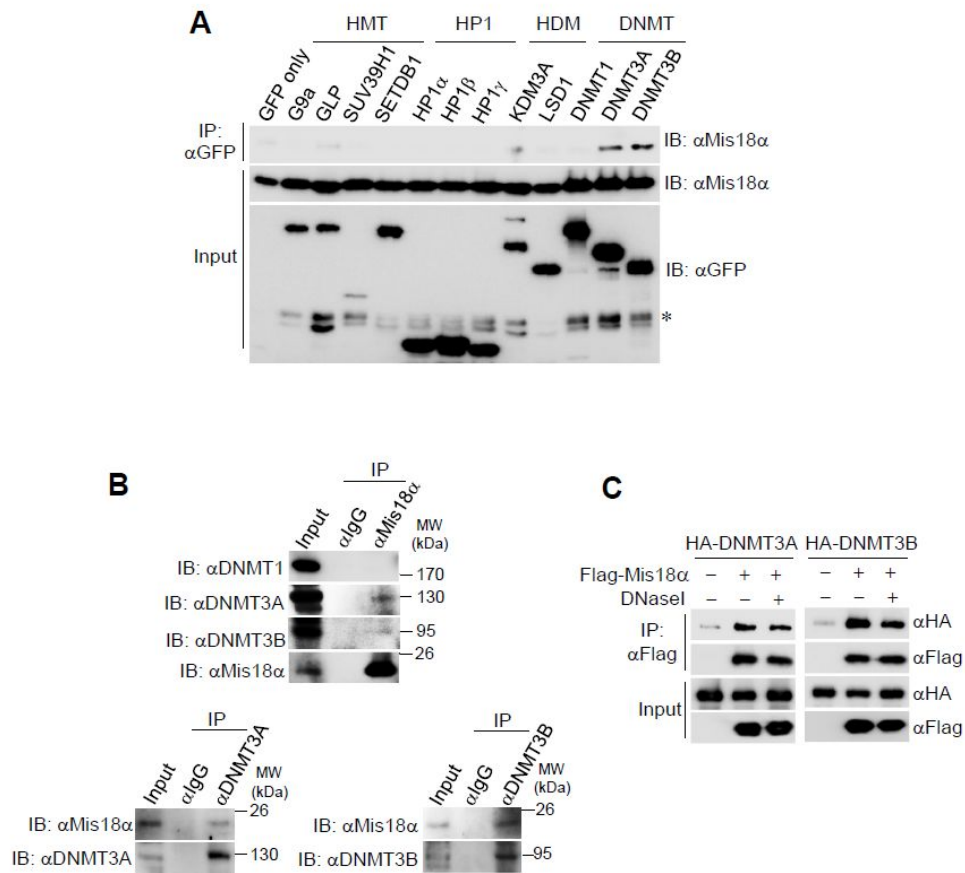 A
HMT HP1 HDM DNMT
GFP only G9a GLP SUV39H1 SETDB1 HP1α HP1β HP1γ KDM3A LSD1 DNMT1 DNMT3A DNMT3B
IP: αGFP
IB: αMis18α
IB: αMis18α
Input
IB: αGFP
*
B
IP
Input αIgG αMis18α MW (kDa)
IB: αDNMT1 170
IB: αDNMT3A 130
IB: αDNMT3B 95
26
IB: αMis18α
IP
Input αIgG αDNMT3A MW (kDa)
26
IB: αMis18α
IB: αDNMT3A 130
IP
Input αIgG αDNMT3B MW (kDa)
26
IB: αMis18α
IB: αDNMT3B 95
C
HA-DNMT3A HA-DNMT3B
Flag-Mis18α − + + − + +
DNaseI − − + − − +
IP: αFlag
αHA
αFlag
Input
αHA
αFlag